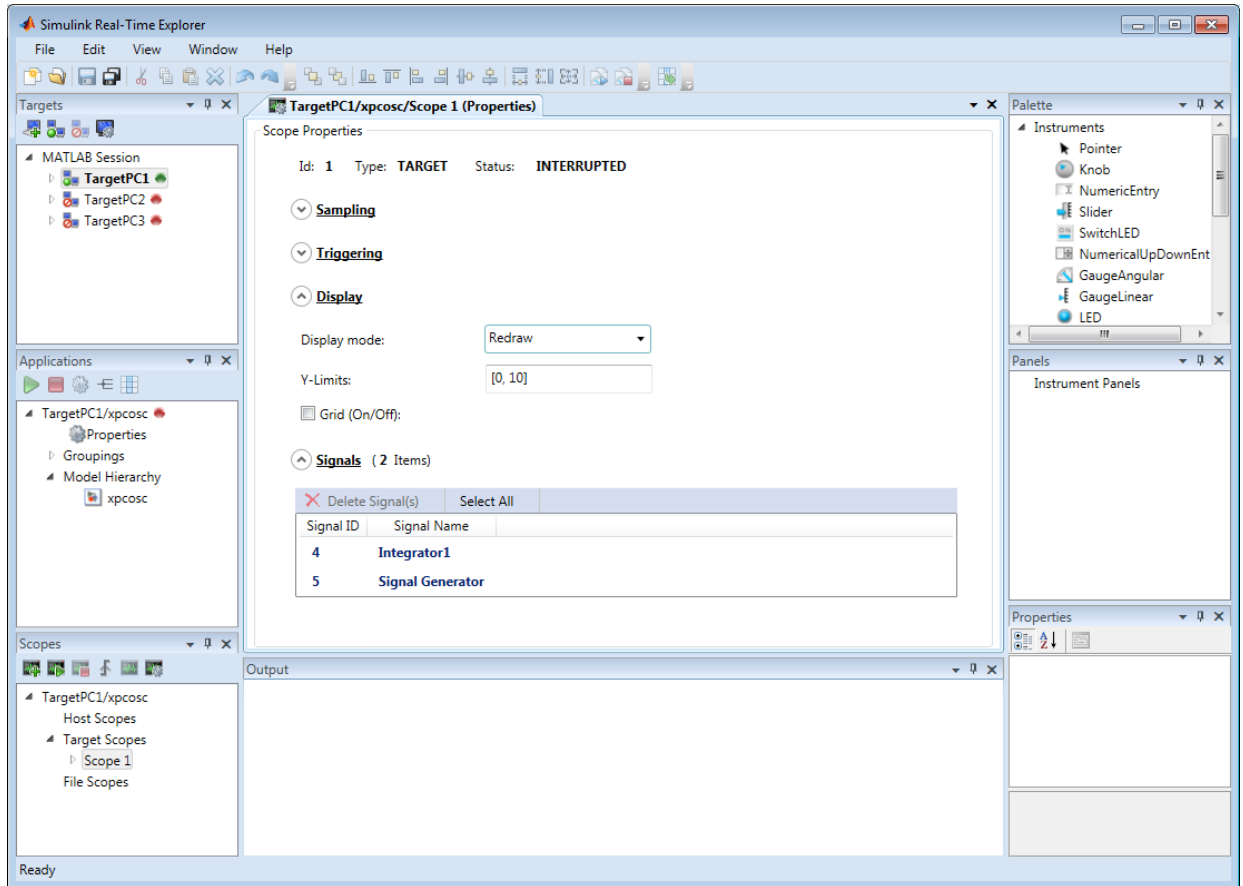 Simulink Real-Time Explorer
File Edit View Window Help
Targets
MATLAB Session
TargetPC1
TargetPC2
TargetPC3
Applications
TargetPC1/xpcosc
Properties
Groupings
Model Hierarchy
xpcosc
Scopes
TargetPC1/xpcosc
Host Scopes
Target Scopes
Scope 1
File Scopes
TargetPC1/xpcosc/Scope 1 (Properties)
Scope Properties
Id: 1 Type: TARGET Status: INTERRUPTED
Sampling
Triggering
Display
Display mode: Redraw
Y-Limits: [0, 10]
Grid (On/Off):
Signals ( 2 Items)
Delete Signal(s) Select All
Signal ID Signal Name
4 Integrator1
5 Signal Generator
Output
Palette
Instruments
Pointer
Knob
NumericEntry
Slider
SwitchLED
NumericalUpDownEnt
GaugeAngular
GaugeLinear
LED
Panels
Instrument Panels
Properties
Ready